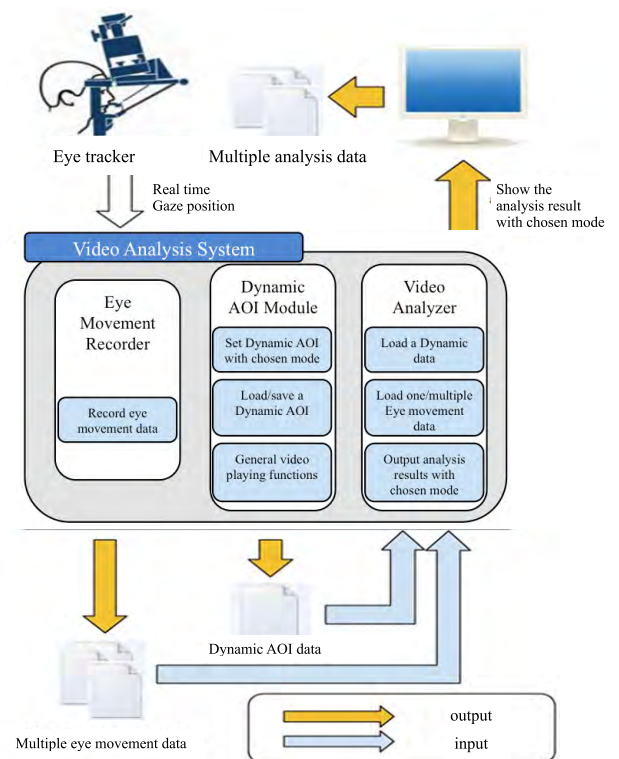 Eye tracker
Multiple analysis data
Real time
Gaze position
Show the
analysis result
with chosen mode
Video Analysis System
Eye
Movement
Recorder
Record eye
movement data
Dynamic
AOI Module
Set Dynamic AOI
with chosen mode
Load/save a
Dynamic AOI
General video
playing functions
Video
Analyzer
Load a Dynamic
data
Load one/multiple
Eye movement
data
Output analysis
results with
chosen mode
Dynamic AOI data
Multiple eye movement data
output
input